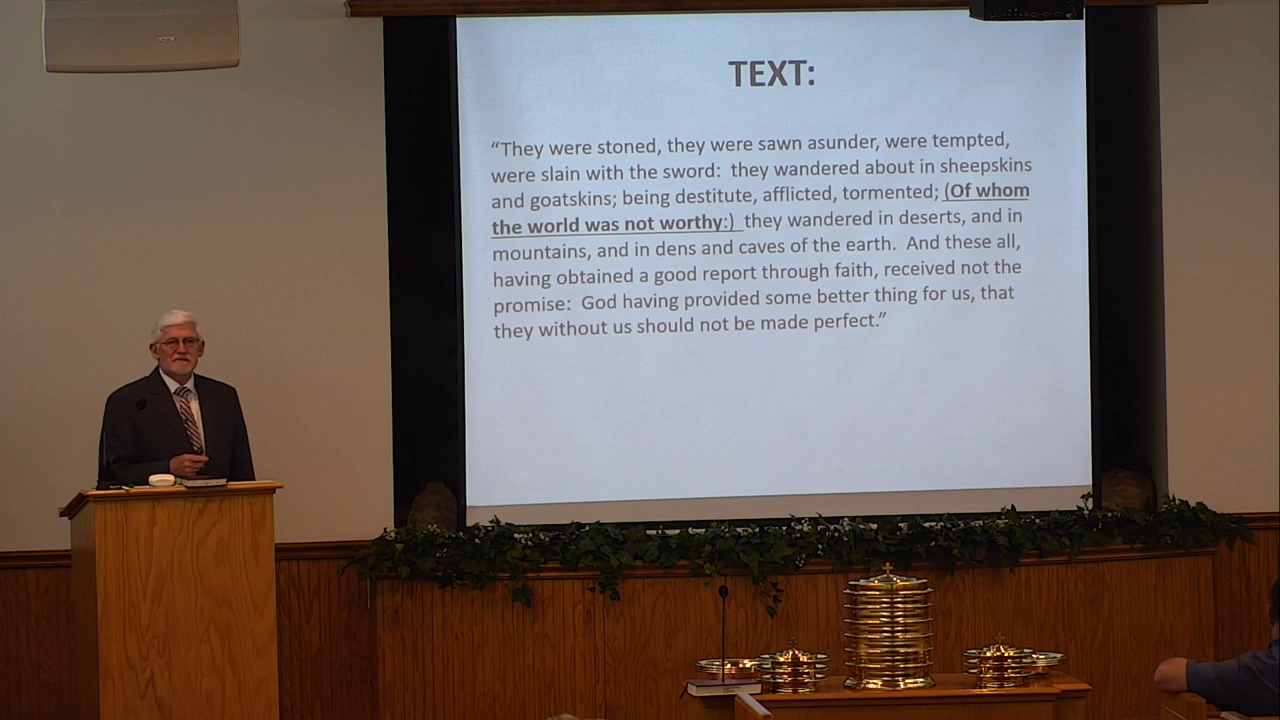 TEXT:
“They were stoned, they were sawn asunder, were tempted,
were slain with the sword:  they wandered about in sheepskins
and goatskins; being destitute, afflicted, tormented; (Of whom
the world was not worthy:)  they wandered in deserts, and in
mountains, and in dens and caves of the earth.  And these all,
having obtained a good report through faith, received not the
promise:  God having provided some better thing for us, that
they without us should not be made perfect.”